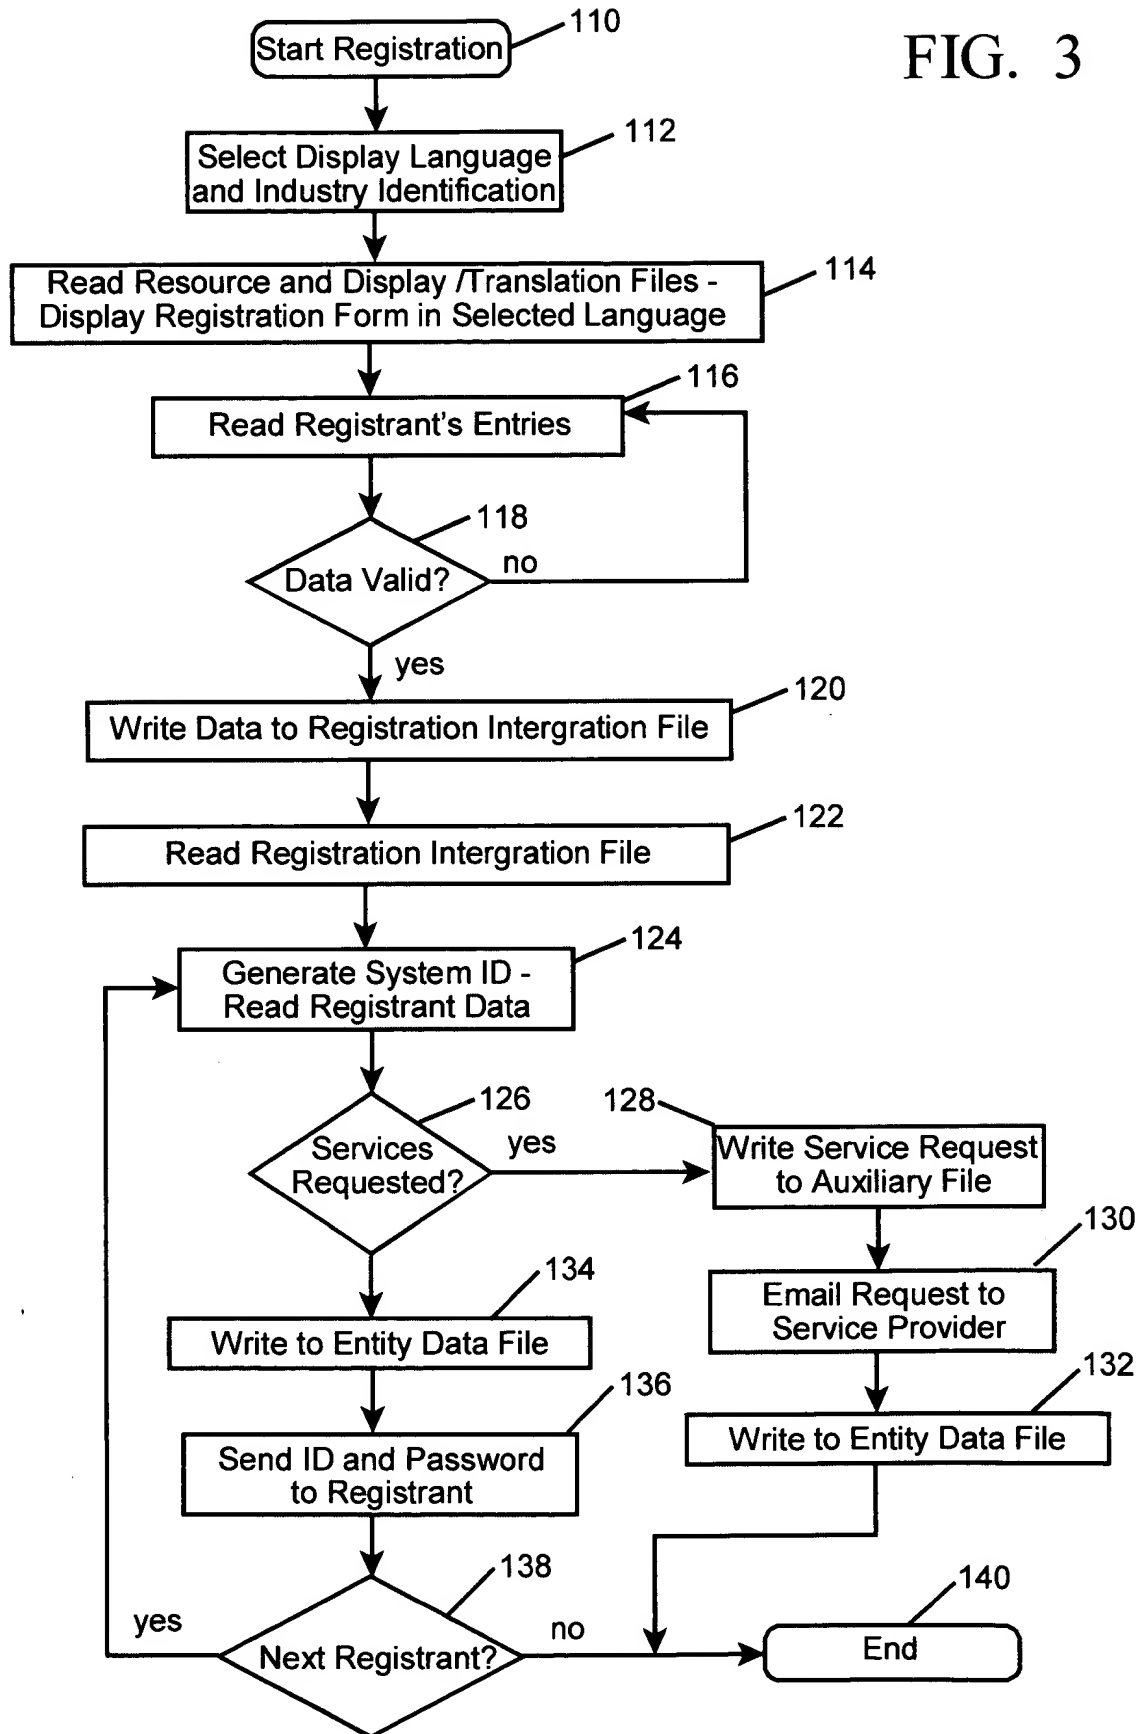 110
Start Registration
FIG. 3
112
Select Display Language
and Industry Identification
114
Read Resource and Display /Translation Files -
Display Registration Form in Selected Language
116
Read Registrant's Entries
118
Data Valid?
no
yes
120
Write Data to Registration Intergration File
122
Read Registration Intergration File
124
Generate System ID -
Read Registrant Data
126
Services
Requested?
yes
128
Write Service Request
to Auxiliary File
130
Email Request to
Service Provider
134
Write to Entity Data File
132
Write to Entity Data File
136
Send ID and Password
to Registrant
138
Next Registrant?
yes
no
140
End